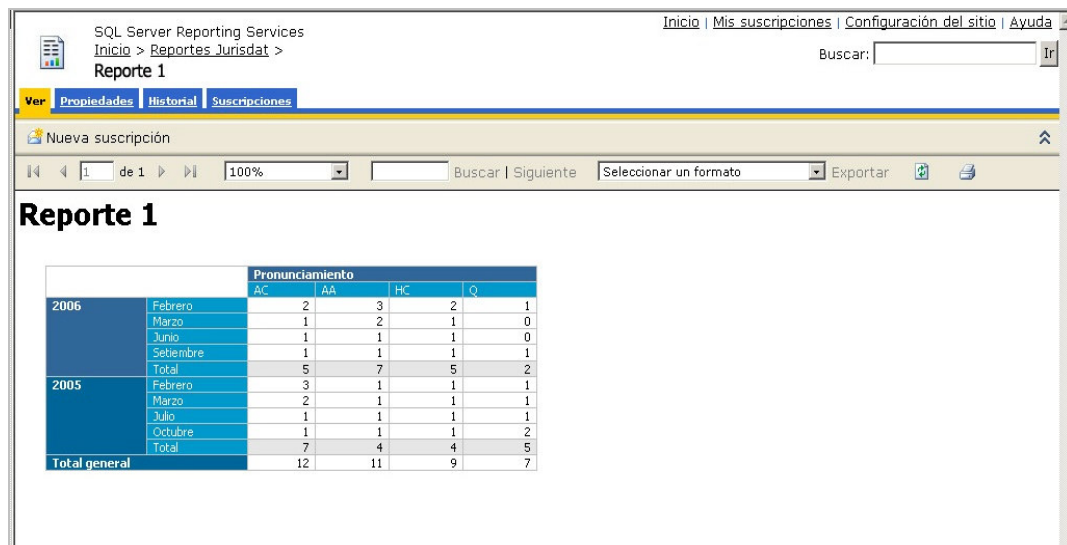 Inicio | Mis suscripciones | Configuración del sitio | Ayuda
SQL Server Reporting Services
Inicio > Reportes Jurisdat >
Reporte 1
Buscar: Ir
Ver Propiedades Historial Suscripciones
Nueva suscripción
1 de 1 100% Buscar | Siguiente Seleccionar un formato Exportar
Reporte 1
Pronunciamiento
AC AA HC Q
2006 Febrero 2 3 2 1
Marzo 1 2 1 0
Junio 1 1 1 0
Setiembre 1 1 1 1
Total 5 7 5 2
2005 Febrero 3 1 1 1
Marzo 2 1 1 1
Julio 1 1 1 1
Octubre 1 1 1 2
Total 7 4 4 5
Total general 12 11 9 7